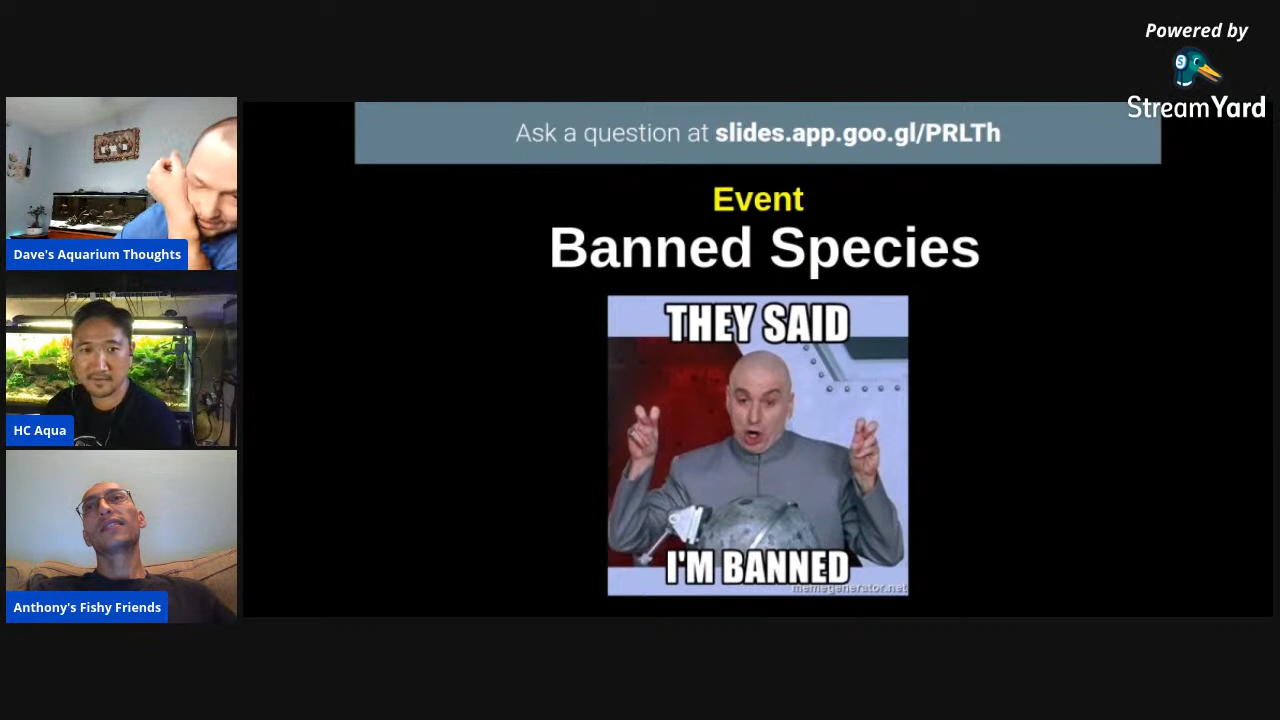 Powered by
StreamYard
Ask a question at slides.app.goo.gl/PRLTh
Event
Banned Species
THEY SAID
I'M BANNED
memegenerator.net
Dave's Aquarium Thoughts
HC Aqua
Anthony's Fishy Friends